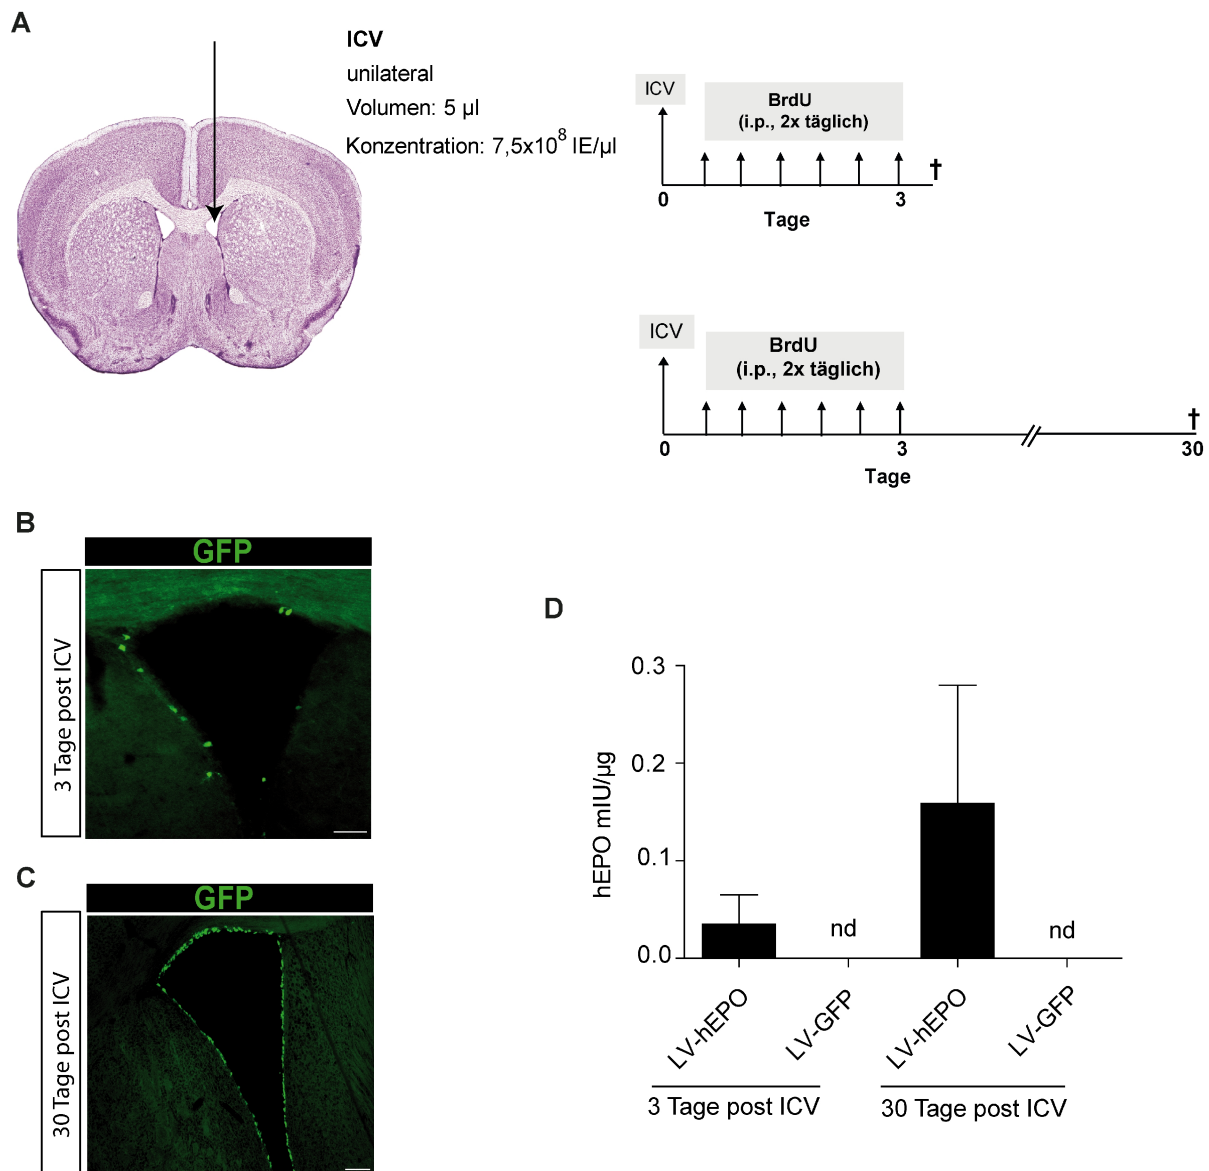 A
ICV
unilateral
Volumen: 5 µl
Konzentration: 7,5x10⁸ IE/µl
ICV
BrdU
(i.p., 2x täglich)
†
0
3
Tage
ICV
BrdU
(i.p., 2x täglich)
†
0
3
30
Tage
B
GFP
3 Tage post ICV
C
GFP
30 Tage post ICV
D
hEPO mIU/µg
0.3
0.2
0.1
0.0
nd
nd
LV-hEPO
LV-GFP
LV-hEPO
LV-GFP
3 Tage post ICV
30 Tage post ICV